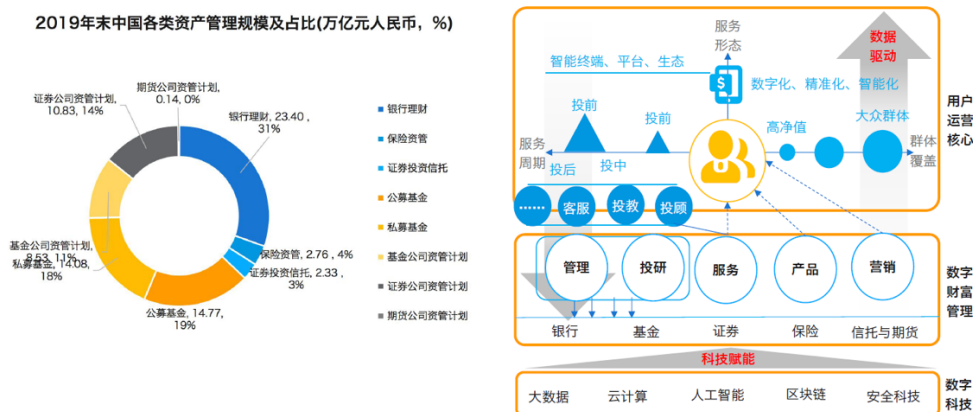 2019年末中国各类资产管理规模及占比(万亿元人民币，%)
期货公司资管计划,
0.14, 0%
证券公司资管计划,
10.83, 14%
银行理财, 23.40 ,
31%
保险资管, 2.76 , 4%
证券投资信托, 2.33 ,
3%
公募基金, 14.77,
19%
私募基金, 14.08,
18%
基金公司资管计划,
8.53, 11%
银行理财
保险资管
证券投资信托
公募基金
私募基金
基金公司资管计划
证券公司资管计划
期货公司资管计划
服务
形态
数据
驱动
智能终端、平台、生态
$
数字化、精准化、智能化
投前
投前
高净值
大众群体
服务
周期
群体
覆盖
投后
投中
……
客服
投教
投顾
用户
运营
核心
管理
投研
服务
产品
营销
银行
基金
证券
保险
信托与期货
数字
财富
管理
科技赋能
大数据
云计算
人工智能
区块链
安全科技
数字
科技